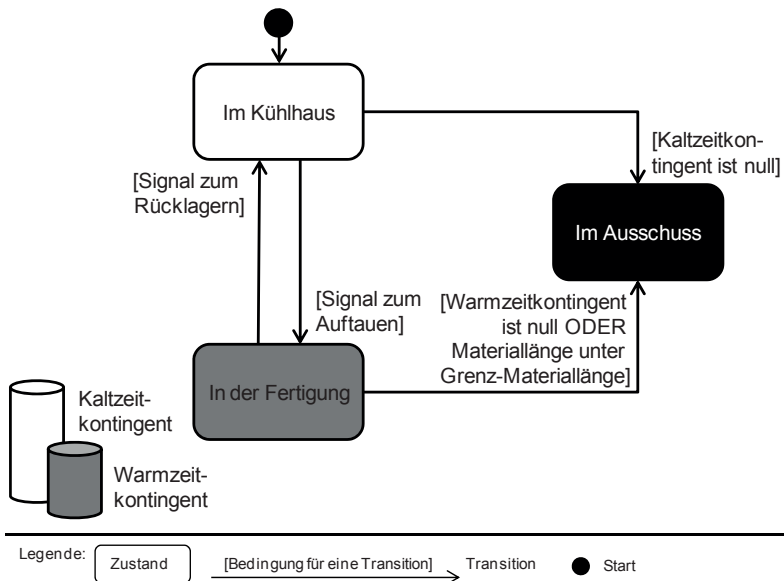 Im Kühlhaus
[Kaltzeitkon-
tingent ist null]
[Signal zum
Rücklagern]
Im Ausschuss
[Signal zum
Auftauen]
[Warmzeitkontingent
ist null ODER
Materiallänge unter
Grenz-Materiallänge]
In der Fertigung
Kaltzeit-
kontingent
Warmzeit-
kontingent
Legende: Zustand [Bedingung für eine Transition] Transition Start